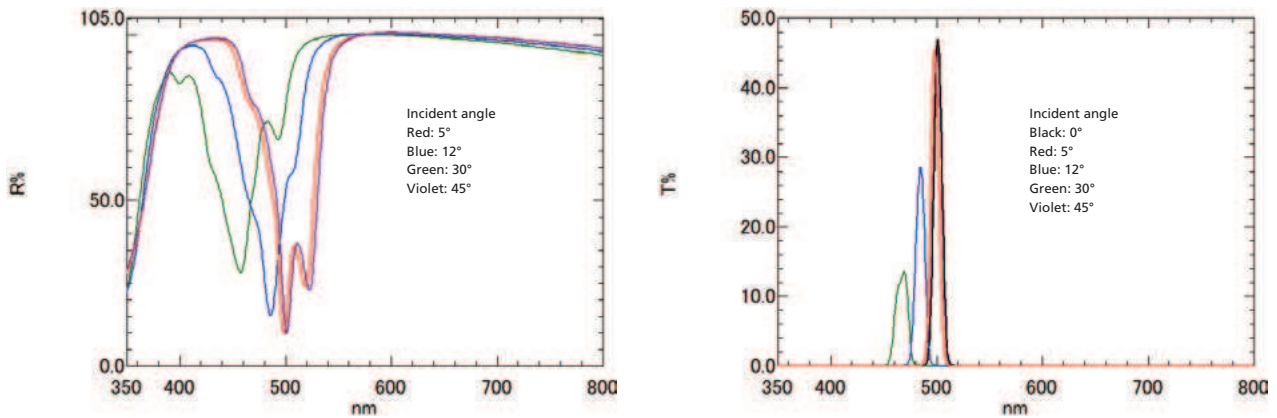 105.0
50.0
0.0
R%
350 400 500 600 700 800
nm
Incident angle
Red: 5°
Blue: 12°
Green: 30°
Violet: 45°
50.0
40.0
30.0
20.0
10.0
0.0
T%
350 400 500 600 700 800
nm
Incident angle
Black: 0°
Red: 5°
Blue: 12°
Green: 30°
Violet: 45°